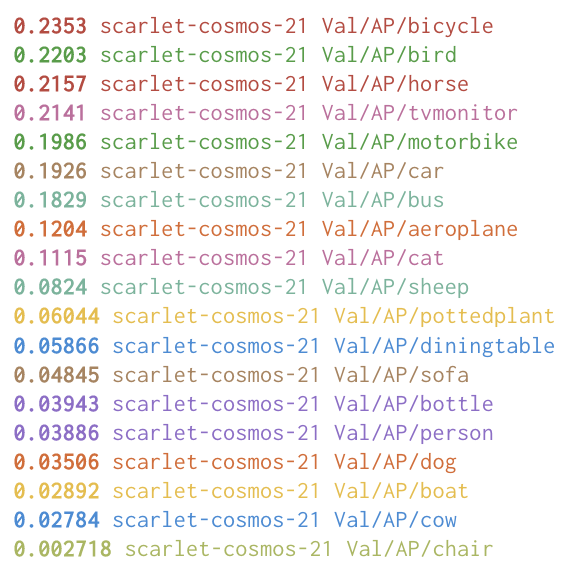 0.2353 scarlet-cosmos-21 Val/AP/bicycle
0.2203 scarlet-cosmos-21 Val/AP/bird
0.2157 scarlet-cosmos-21 Val/AP/horse
0.2141 scarlet-cosmos-21 Val/AP/tvmonitor
0.1986 scarlet-cosmos-21 Val/AP/motorbike
0.1926 scarlet-cosmos-21 Val/AP/car
0.1829 scarlet-cosmos-21 Val/AP/bus
0.1204 scarlet-cosmos-21 Val/AP/aeroplane
0.1115 scarlet-cosmos-21 Val/AP/cat
0.0824 scarlet-cosmos-21 Val/AP/sheep
0.06044 scarlet-cosmos-21 Val/AP/pottedplant
0.05866 scarlet-cosmos-21 Val/AP/diningtable
0.04845 scarlet-cosmos-21 Val/AP/sofa
0.03943 scarlet-cosmos-21 Val/AP/bottle
0.03886 scarlet-cosmos-21 Val/AP/person
0.03506 scarlet-cosmos-21 Val/AP/dog
0.02892 scarlet-cosmos-21 Val/AP/boat
0.02784 scarlet-cosmos-21 Val/AP/cow
0.002718 scarlet-cosmos-21 Val/AP/chair